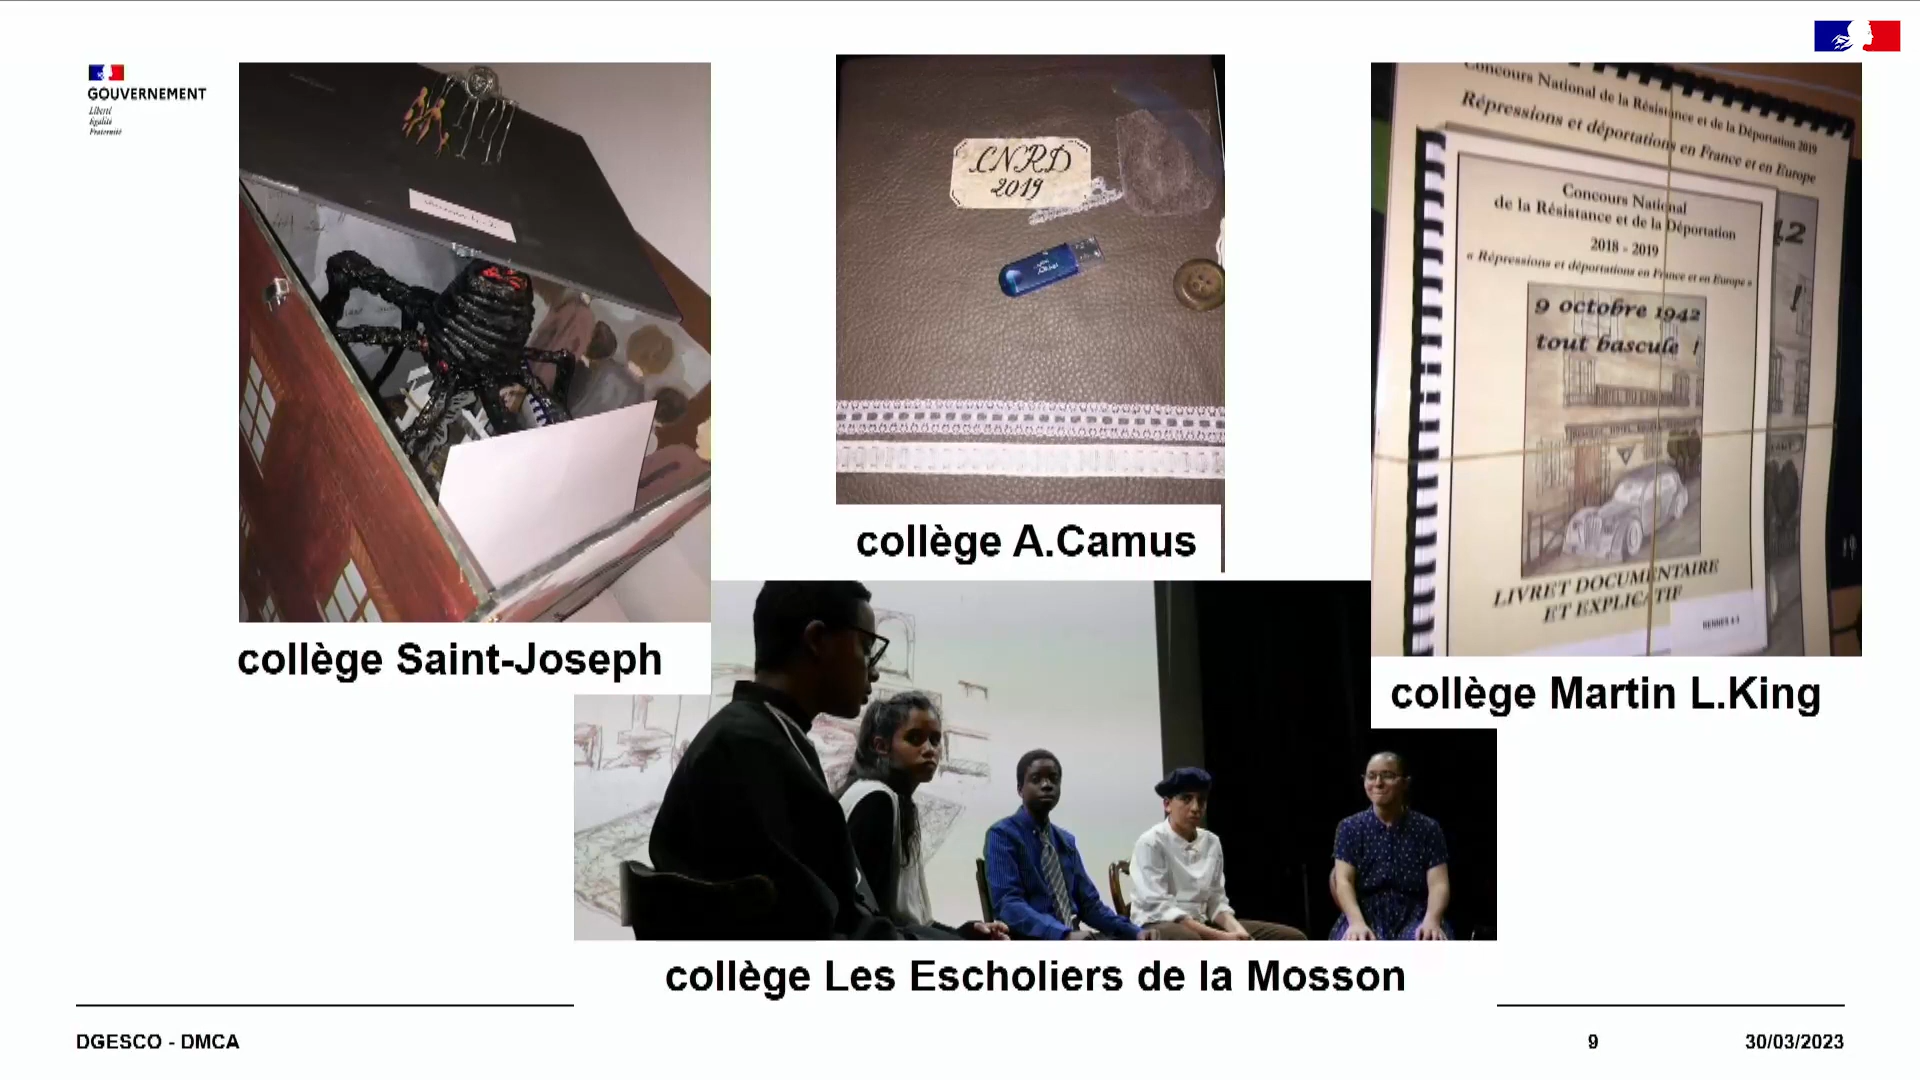 GOUVERNEMENT
Liberté
Égalité
Fraternité
collège Saint-Joseph
CNRD
2019
collège A.Camus
Concours National de la Résistance et de la Déportation 2019
Répressions et déportations en France et en Europe
Concours National
de la Résistance et de la Déportation
2018 - 2019
« Répressions et déportations en France et en Europe »
9 octobre 1942
tout bascule !
LIVRET DOCUMENTAIRE
ET EXPLICATIF
collège Martin L.King
collège Les Escholiers de la Mosson
DGESCO - DMCA
9
30/03/2023